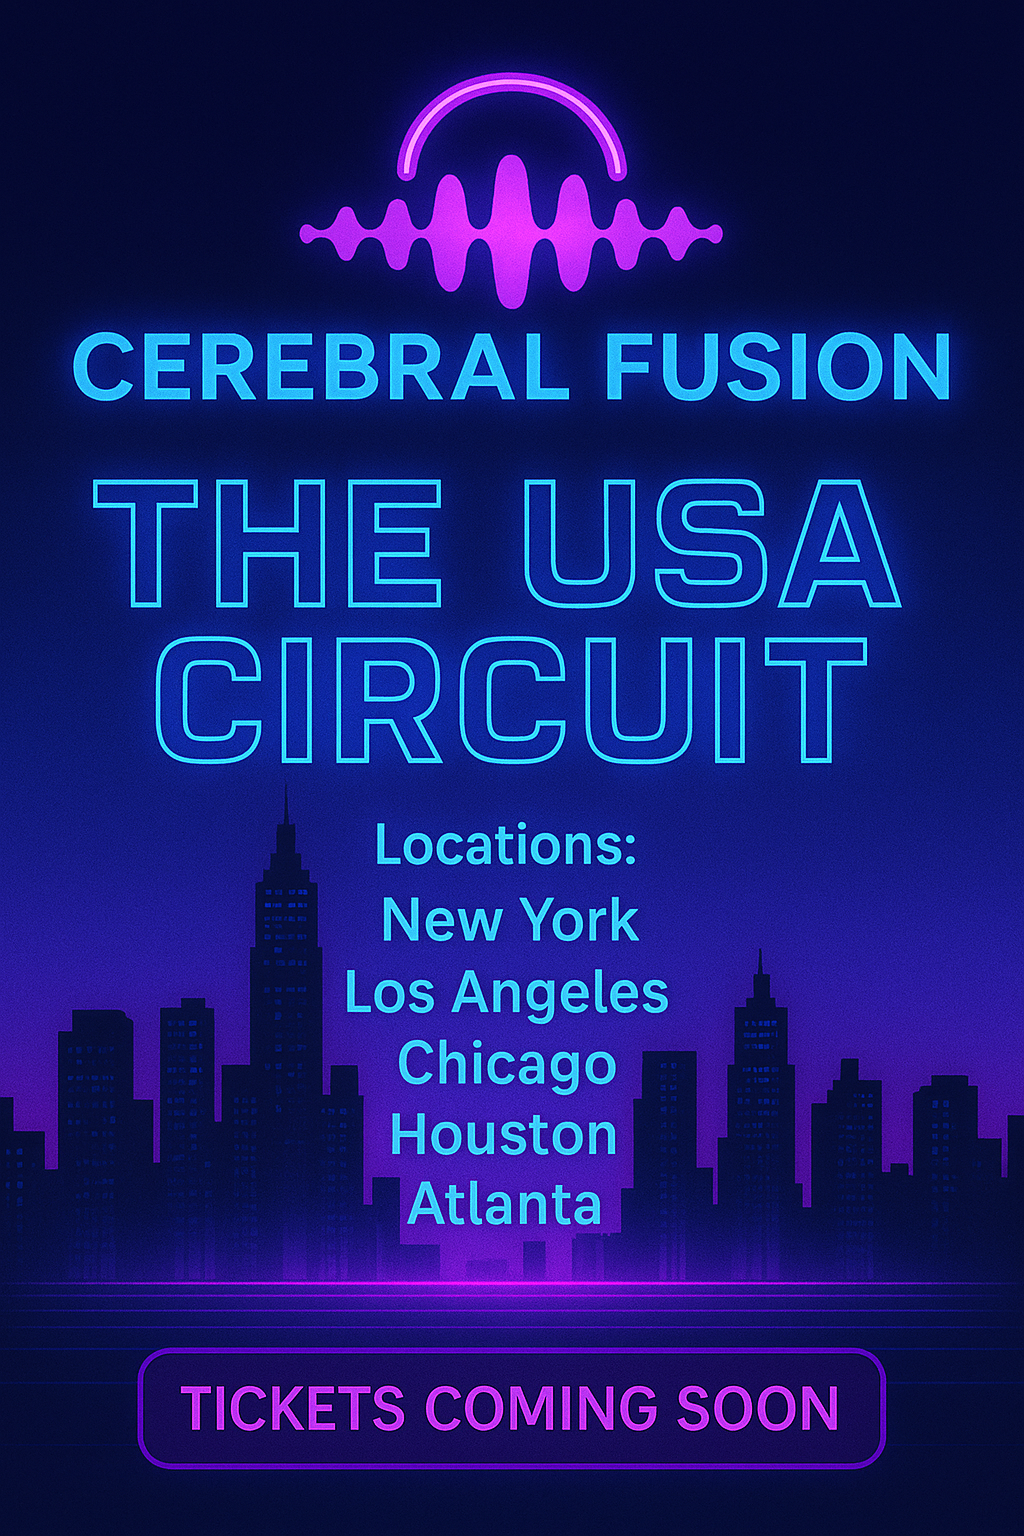 CEREBRAL FUSION
THE USA
CIRCUIT
Locations:
New York
Los Angeles
Chicago
Houston
Atlanta
TICKETS COMING SOON